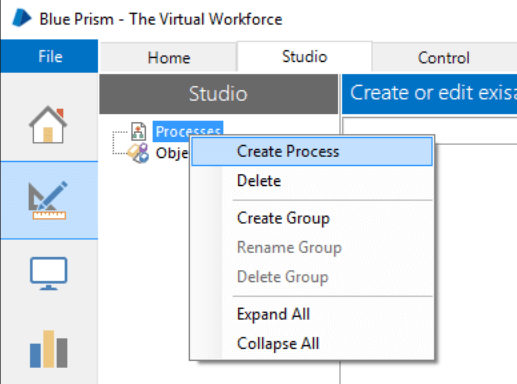 Blue Prism - The Virtual Workforce
File Home Studio Control
Studio Create or edit exis
Processes
Obje
Create Process
Delete
Create Group
Rename Group
Delete Group
Expand All
Collapse All